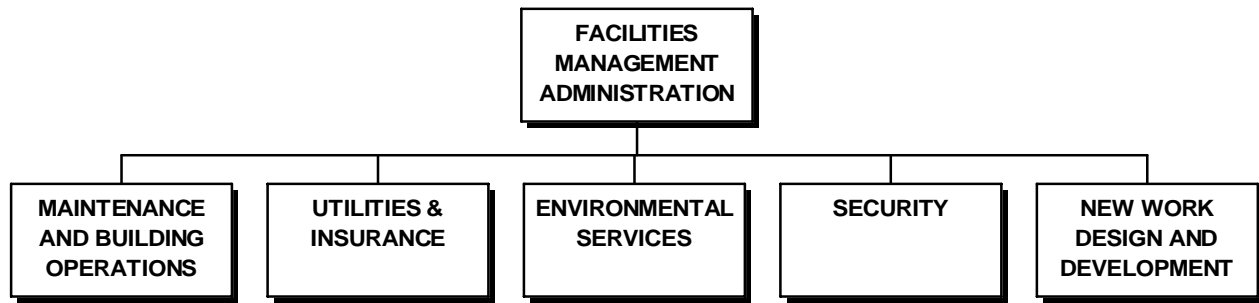 FACILITIES
MANAGEMENT
ADMINISTRATION
MAINTENANCE
AND BUILDING
OPERATIONS
UTILITIES &
INSURANCE
ENVIRONMENTAL
SERVICES
SECURITY
NEW WORK
DESIGN AND
DEVELOPMENT